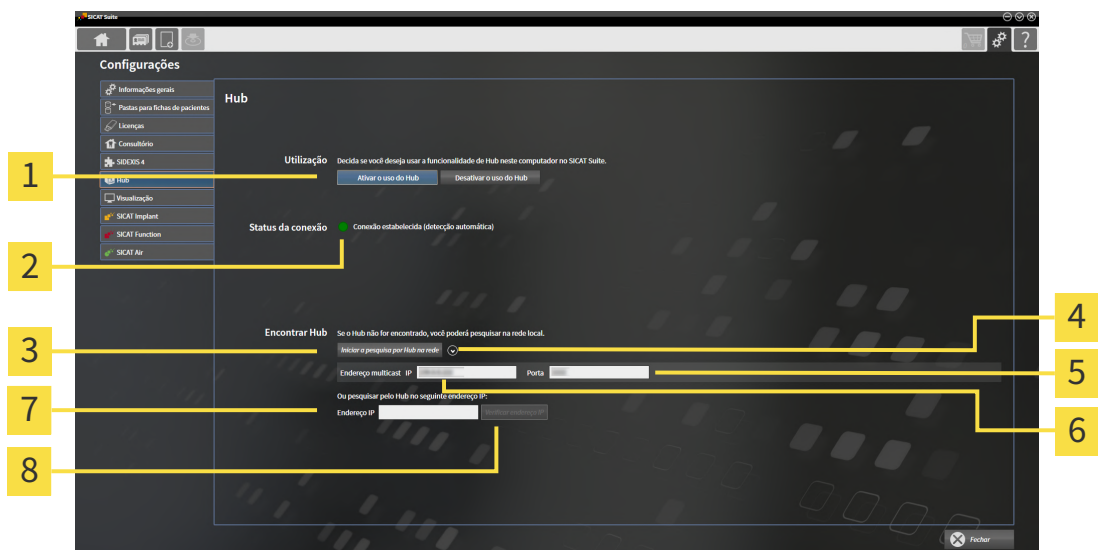 SICAT Suite
?
Configurações
Informações gerais
Pastas para fichas de pacientes
Licenças
Consultório
SIDEXIS 4
Hub
Visualização
SICAT Implant
SICAT Function
SICAT Air
Hub
Utilização Decida se você deseja usar a funcionalidade de Hub neste computador no SICAT Suite.
Ativar o uso do Hub Desativar o uso do Hub
Status da conexão Conexão estabelecida (detecção automática)
Encontrar Hub Se o Hub não for encontrado, você poderá pesquisar na rede local.
Iniciar a pesquisa por Hub na rede
Endereço multicast IP Porta
Ou pesquisar pelo Hub no seguinte endereço IP:
Endereço IP Verificar endereço IP
Fechar
1
2
3
4
5
6
7
8